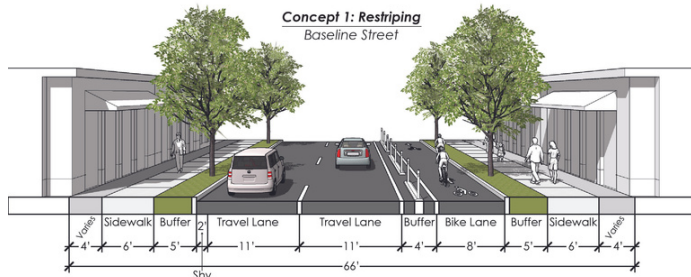 Concept 1: Restriping
Baseline Street
Varies Sidewalk Buffer Travel Lane Travel Lane Buffer Bike Lane Buffer Sidewalk Varies
4' 6' 5' 2' 11' 11' 4' 8' 5' 6' 4'
66'
Shy